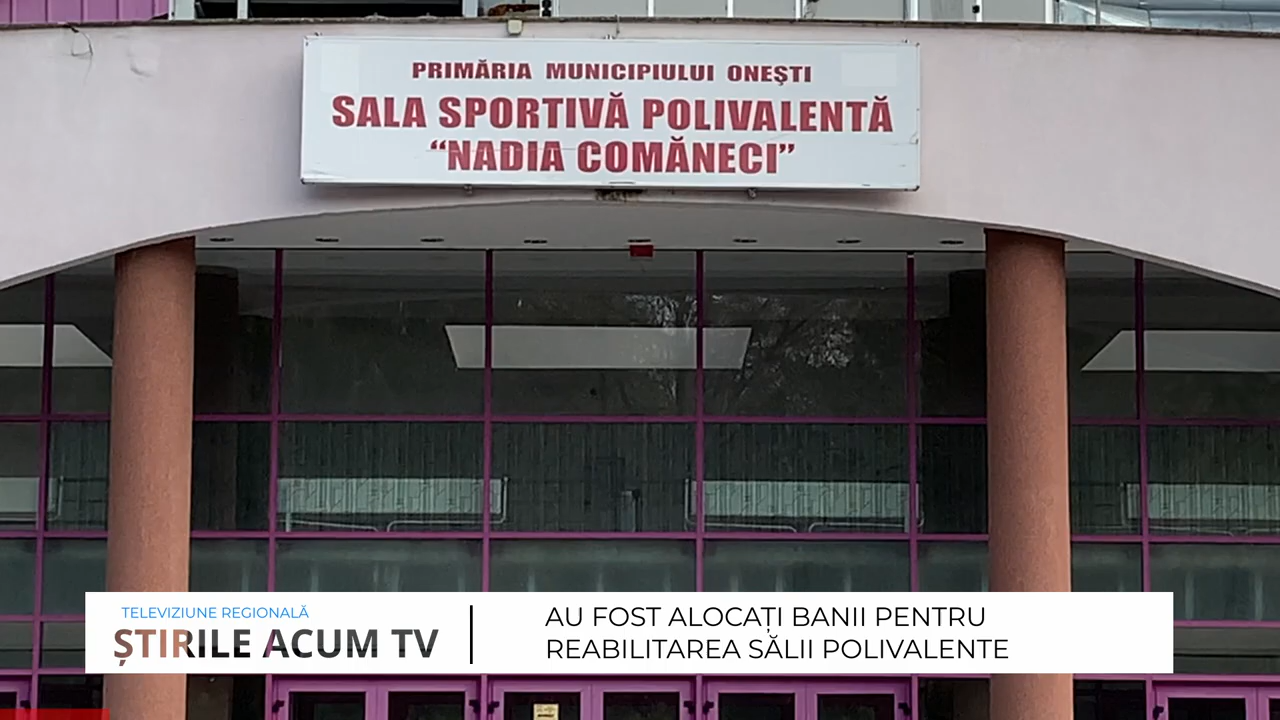 PRIMĂRIA MUNICIPIULUI ONEŞTI
SALA SPORTIVĂ POLIVALENTĂ
“NADIA COMĂNECI”
TELEVIZIUNE REGIONALĂ
ȘTIRILE ACUM TV
AU FOST ALOCAȚI BANII PENTRU
REABILITAREA SĂLII POLIVALENTE